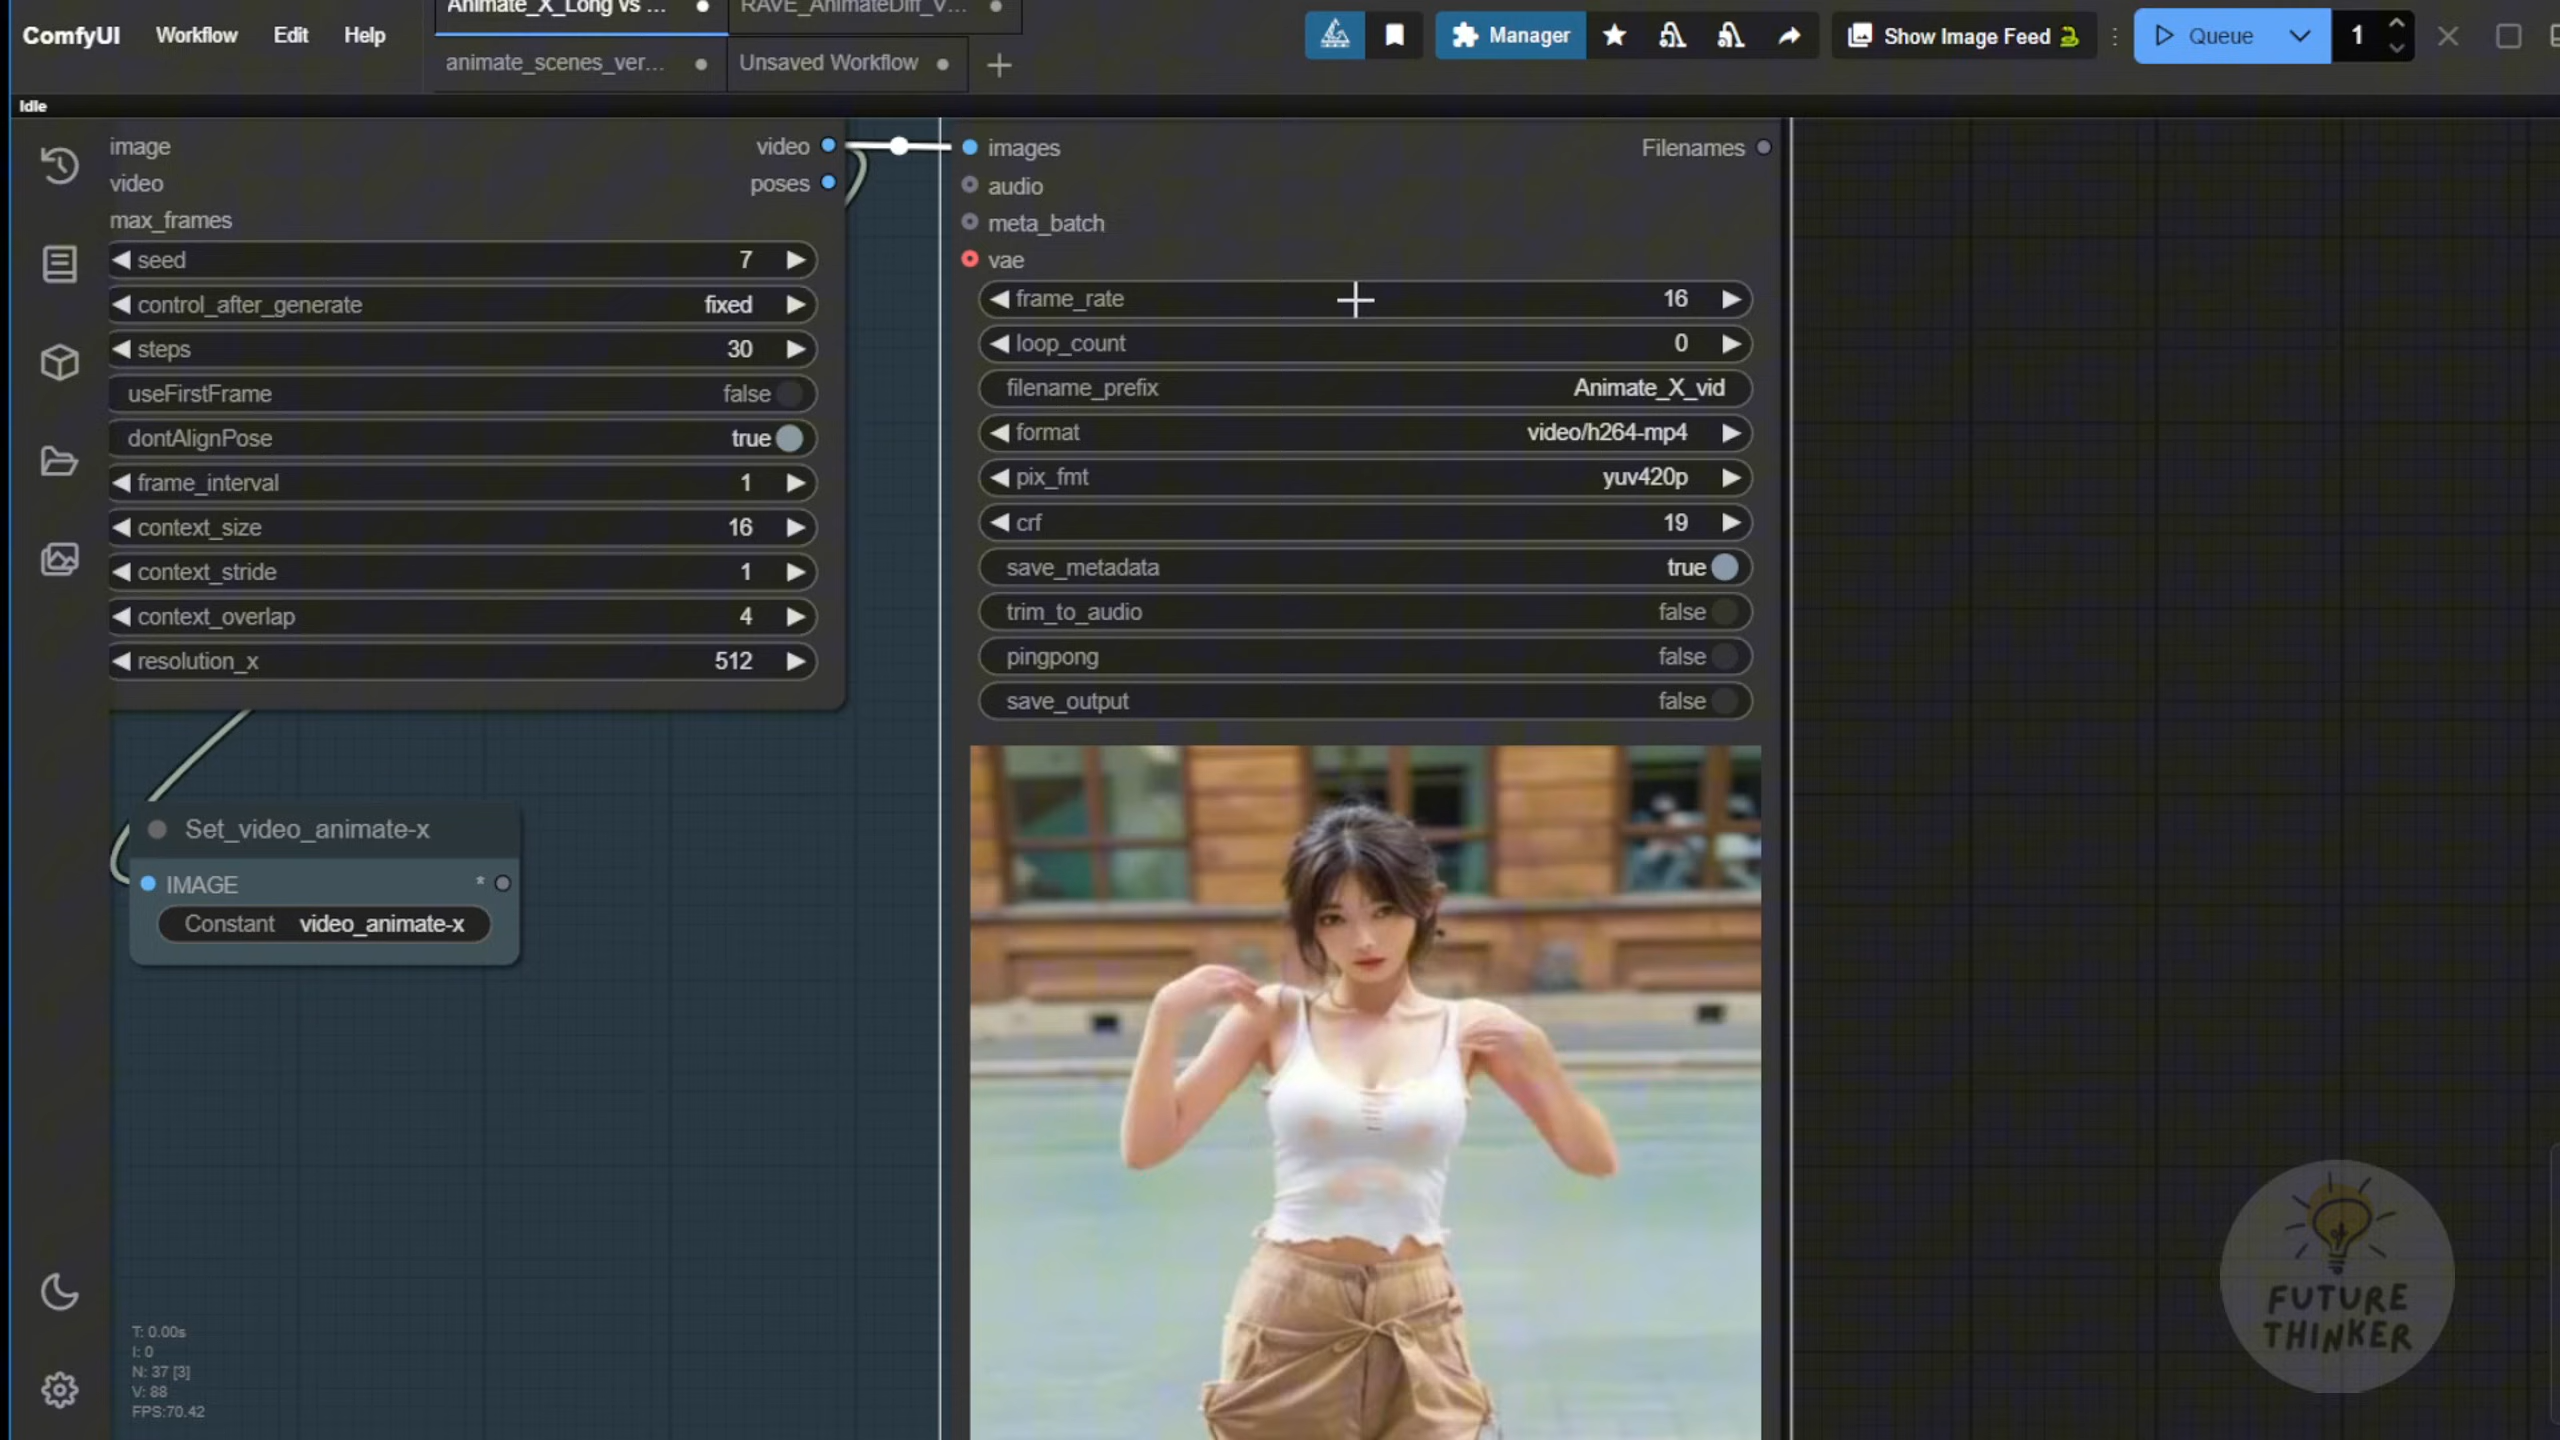 ComfyUI
Workflow
Edit
Help
Animate_X_Long vs ...
RAVE_AnimateDiff_V...
animate_scenes_ver...
Unsaved Workflow
Manager
Show Image Feed
Queue
1
Idle
image
video
video
poses
max_frames
seed 7
control_after_generate fixed
steps 30
useFirstFrame false
dontAlignPose true
frame_interval 1
context_size 16
context_stride 1
context_overlap 4
resolution_x 512
images
Filenames
audio
meta_batch
vae
frame_rate 16
loop_count 0
filename_prefix Animate_X_vid
format video/h264-mp4
pix_fmt yuv420p
crf 19
save_metadata true
trim_to_audio false
pingpong false
save_output false
Set_video_animate-x
IMAGE *
Constant video_animate-x
T: 0.00s
I: 0
N: 37 [3]
V: 88
FPS:70.42
FUTURE
THINKER